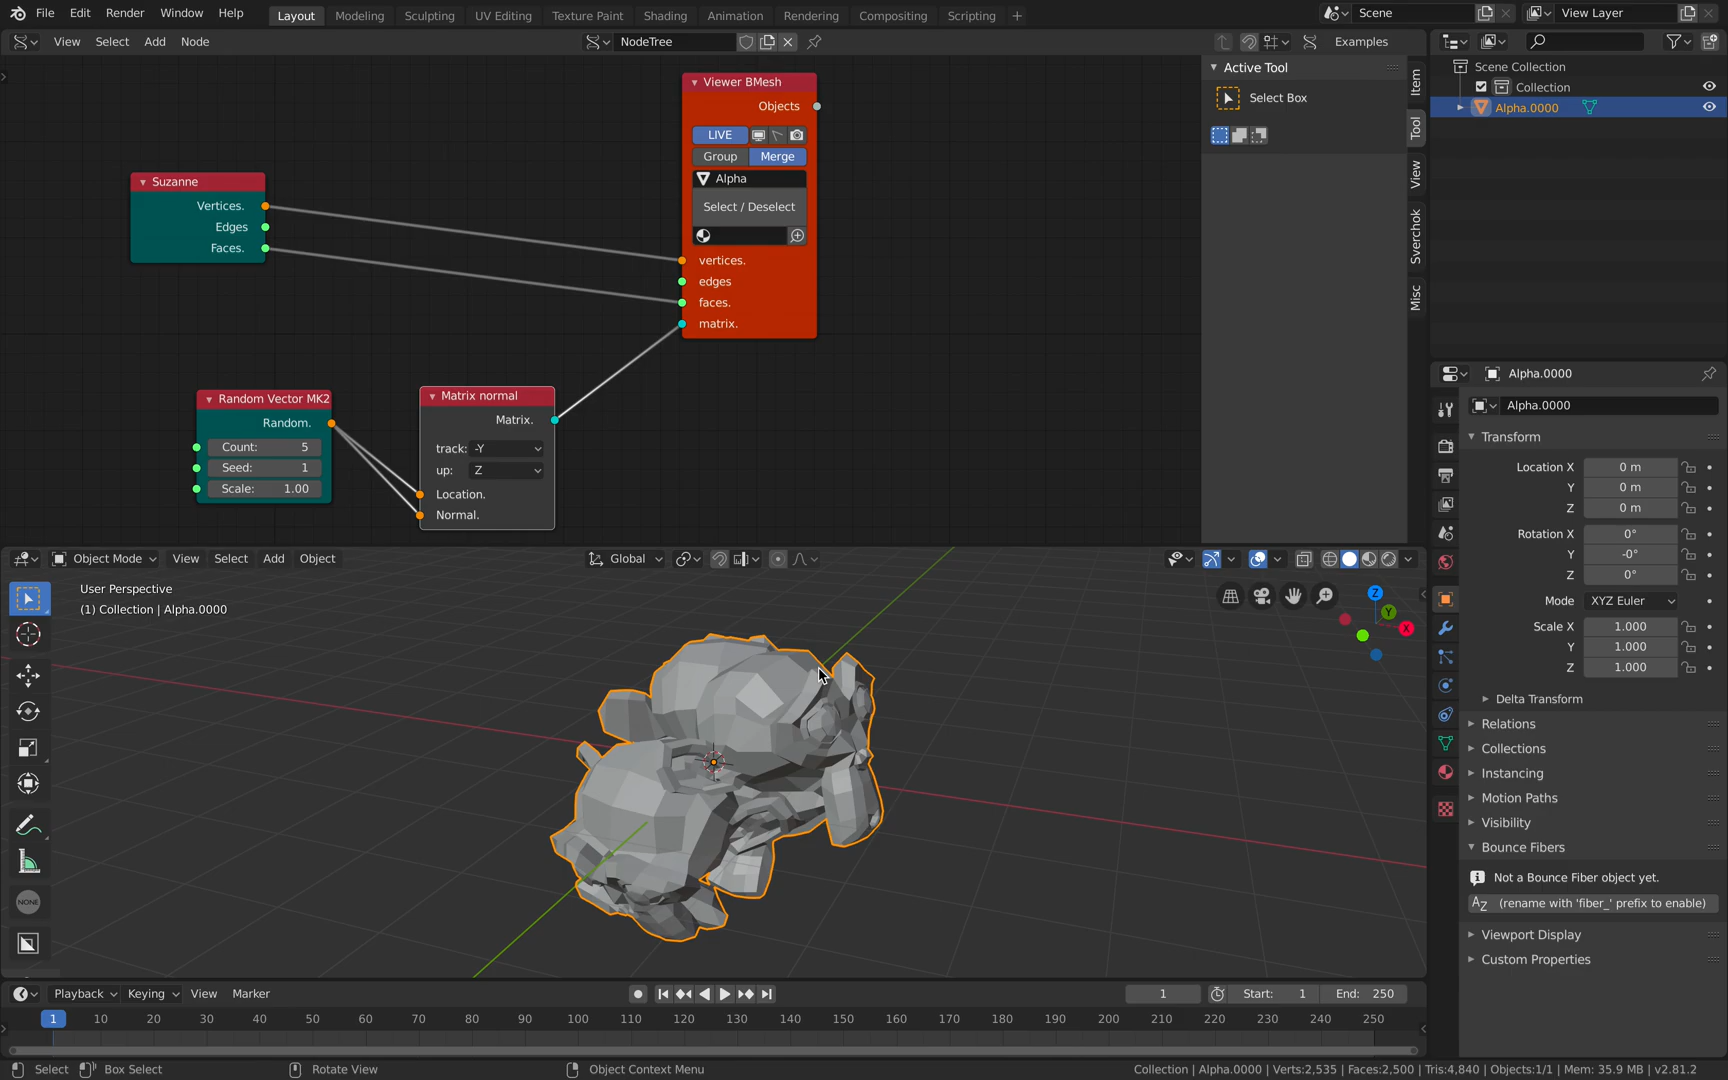 File Edit Render Window Help Layout Modeling Sculpting UV Editing Texture Paint Shading Animation Rendering Compositing Scripting + Scene View Layer
View Select Add Node NodeTree Examples
Scene Collection
Collection
Alpha.0000
Active Tool
Select Box
Item
Tool
View
Sverchok
Misc
Viewer BMesh
Objects
LIVE
Group Merge
Alpha
Select / Deselect
vertices.
edges
faces.
matrix.
Suzanne
Vertices.
Edges
Faces.
Random Vector MK2
Random.
Count: 5
Seed: 1
Scale: 1.00
Matrix normal
Matrix.
track: -Y
up: Z
Location.
Normal.
Alpha.0000
Alpha.0000
Transform
Location X 0 m
Y 0 m
Z 0 m
Rotation X 0°
Y -0°
Z 0°
Mode XYZ Euler
Scale X 1.000
Y 1.000
Z 1.000
Delta Transform
Relations
Collections
Instancing
Motion Paths
Visibility
Bounce Fibers
Not a Bounce Fiber object yet.
AZ (rename with 'fiber_' prefix to enable)
Viewport Display
Custom Properties
Object Mode View Select Add Object Global
User Perspective
(1) Collection | Alpha.0000
Z
Y
X
NONE
Playback Keying View Marker 1 Start: 1 End: 250
1 10 20 30 40 50 60 70 80 90 100 110 120 130 140 150 160 170 180 190 200 210 220 230 240 250
Select Box Select Rotate View Object Context Menu Collection | Alpha.0000 | Verts:2,535 | Faces:2,500 | Tris:4,840 | Objects:1/1 | Mem: 35.9 MB | v2.81.2